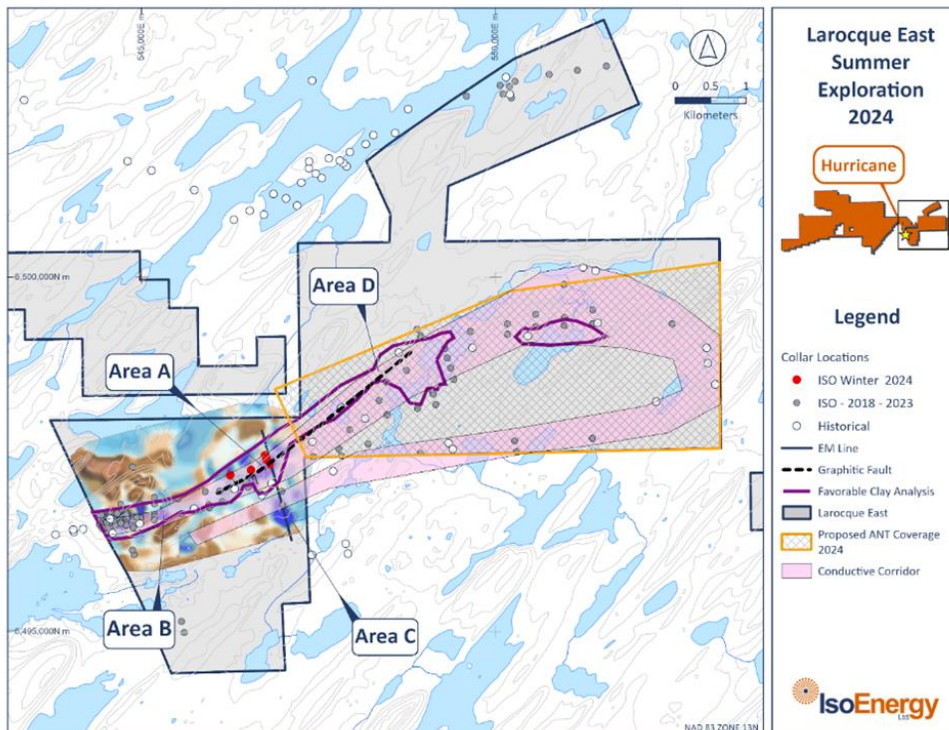 545,000E m
550,000E m
0 0.5 1
Kilometers
6,500,000N m
Area D
Area A
Area B
Area C
6,495,000N m
NAD 83 ZONE 13N
Larocque East
Summer
Exploration
2024
Hurricane
Legend
Collar Locations
ISO Winter 2024
ISO - 2018 - 2023
Historical
EM Line
Graphitic Fault
Favorable Clay Analysis
Larocque East
Proposed ANT Coverage
2024
Conductive Corridor
IsoEnergy
Ltd